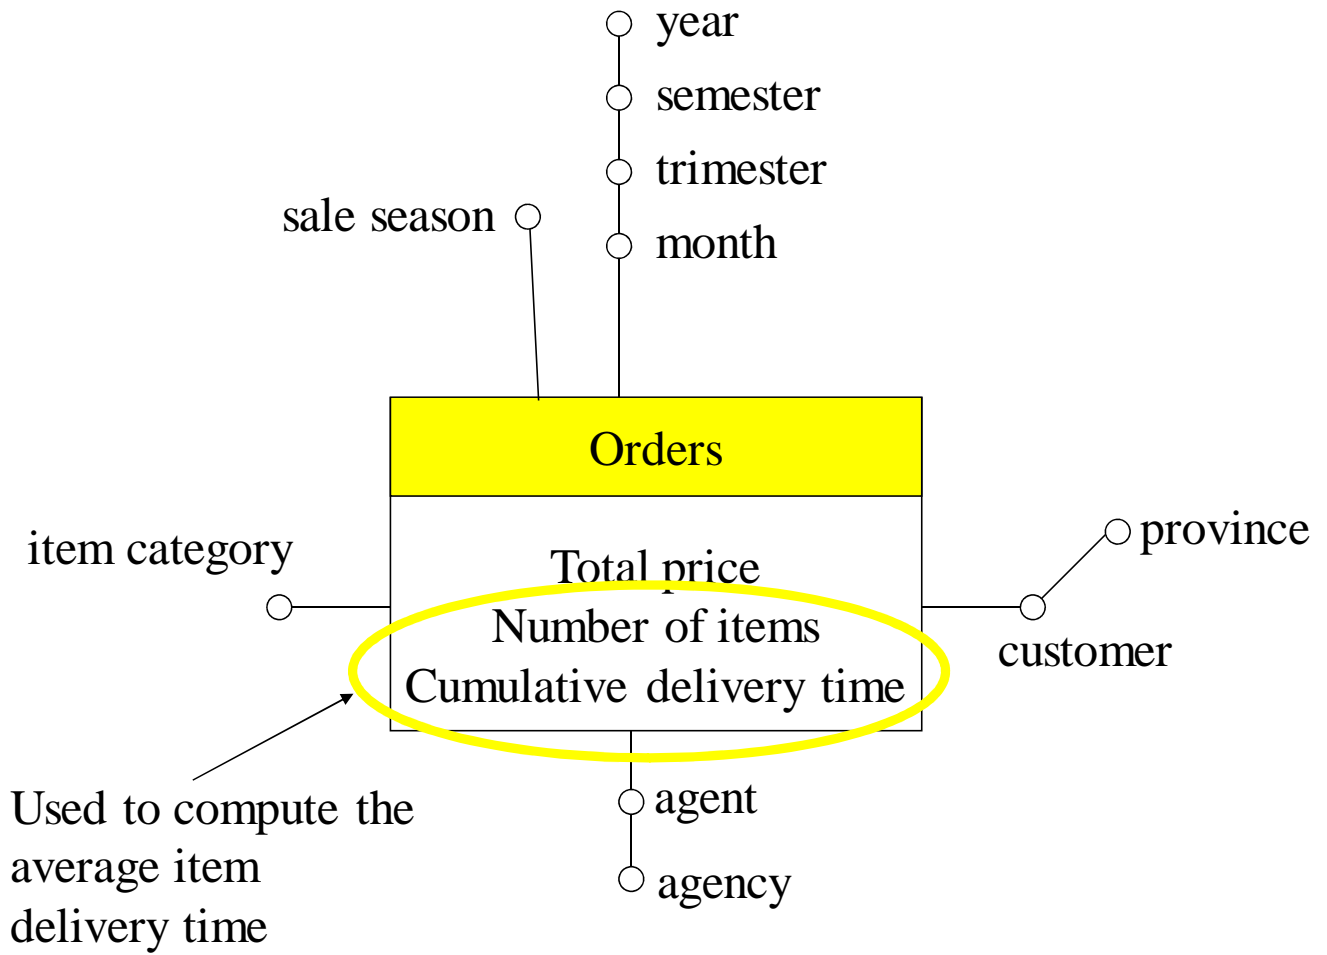 year
semester
trimester
sale season
month
Orders
item category
province
Total price
Number of items
customer
Cumulative delivery time
agent
Used to compute the
average item
agency
delivery time